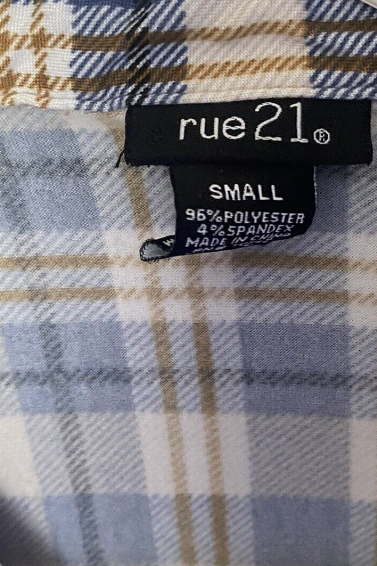 rue21®
SMALL
96%POLYESTER
4%SPANDEX
MADE IN CHINA